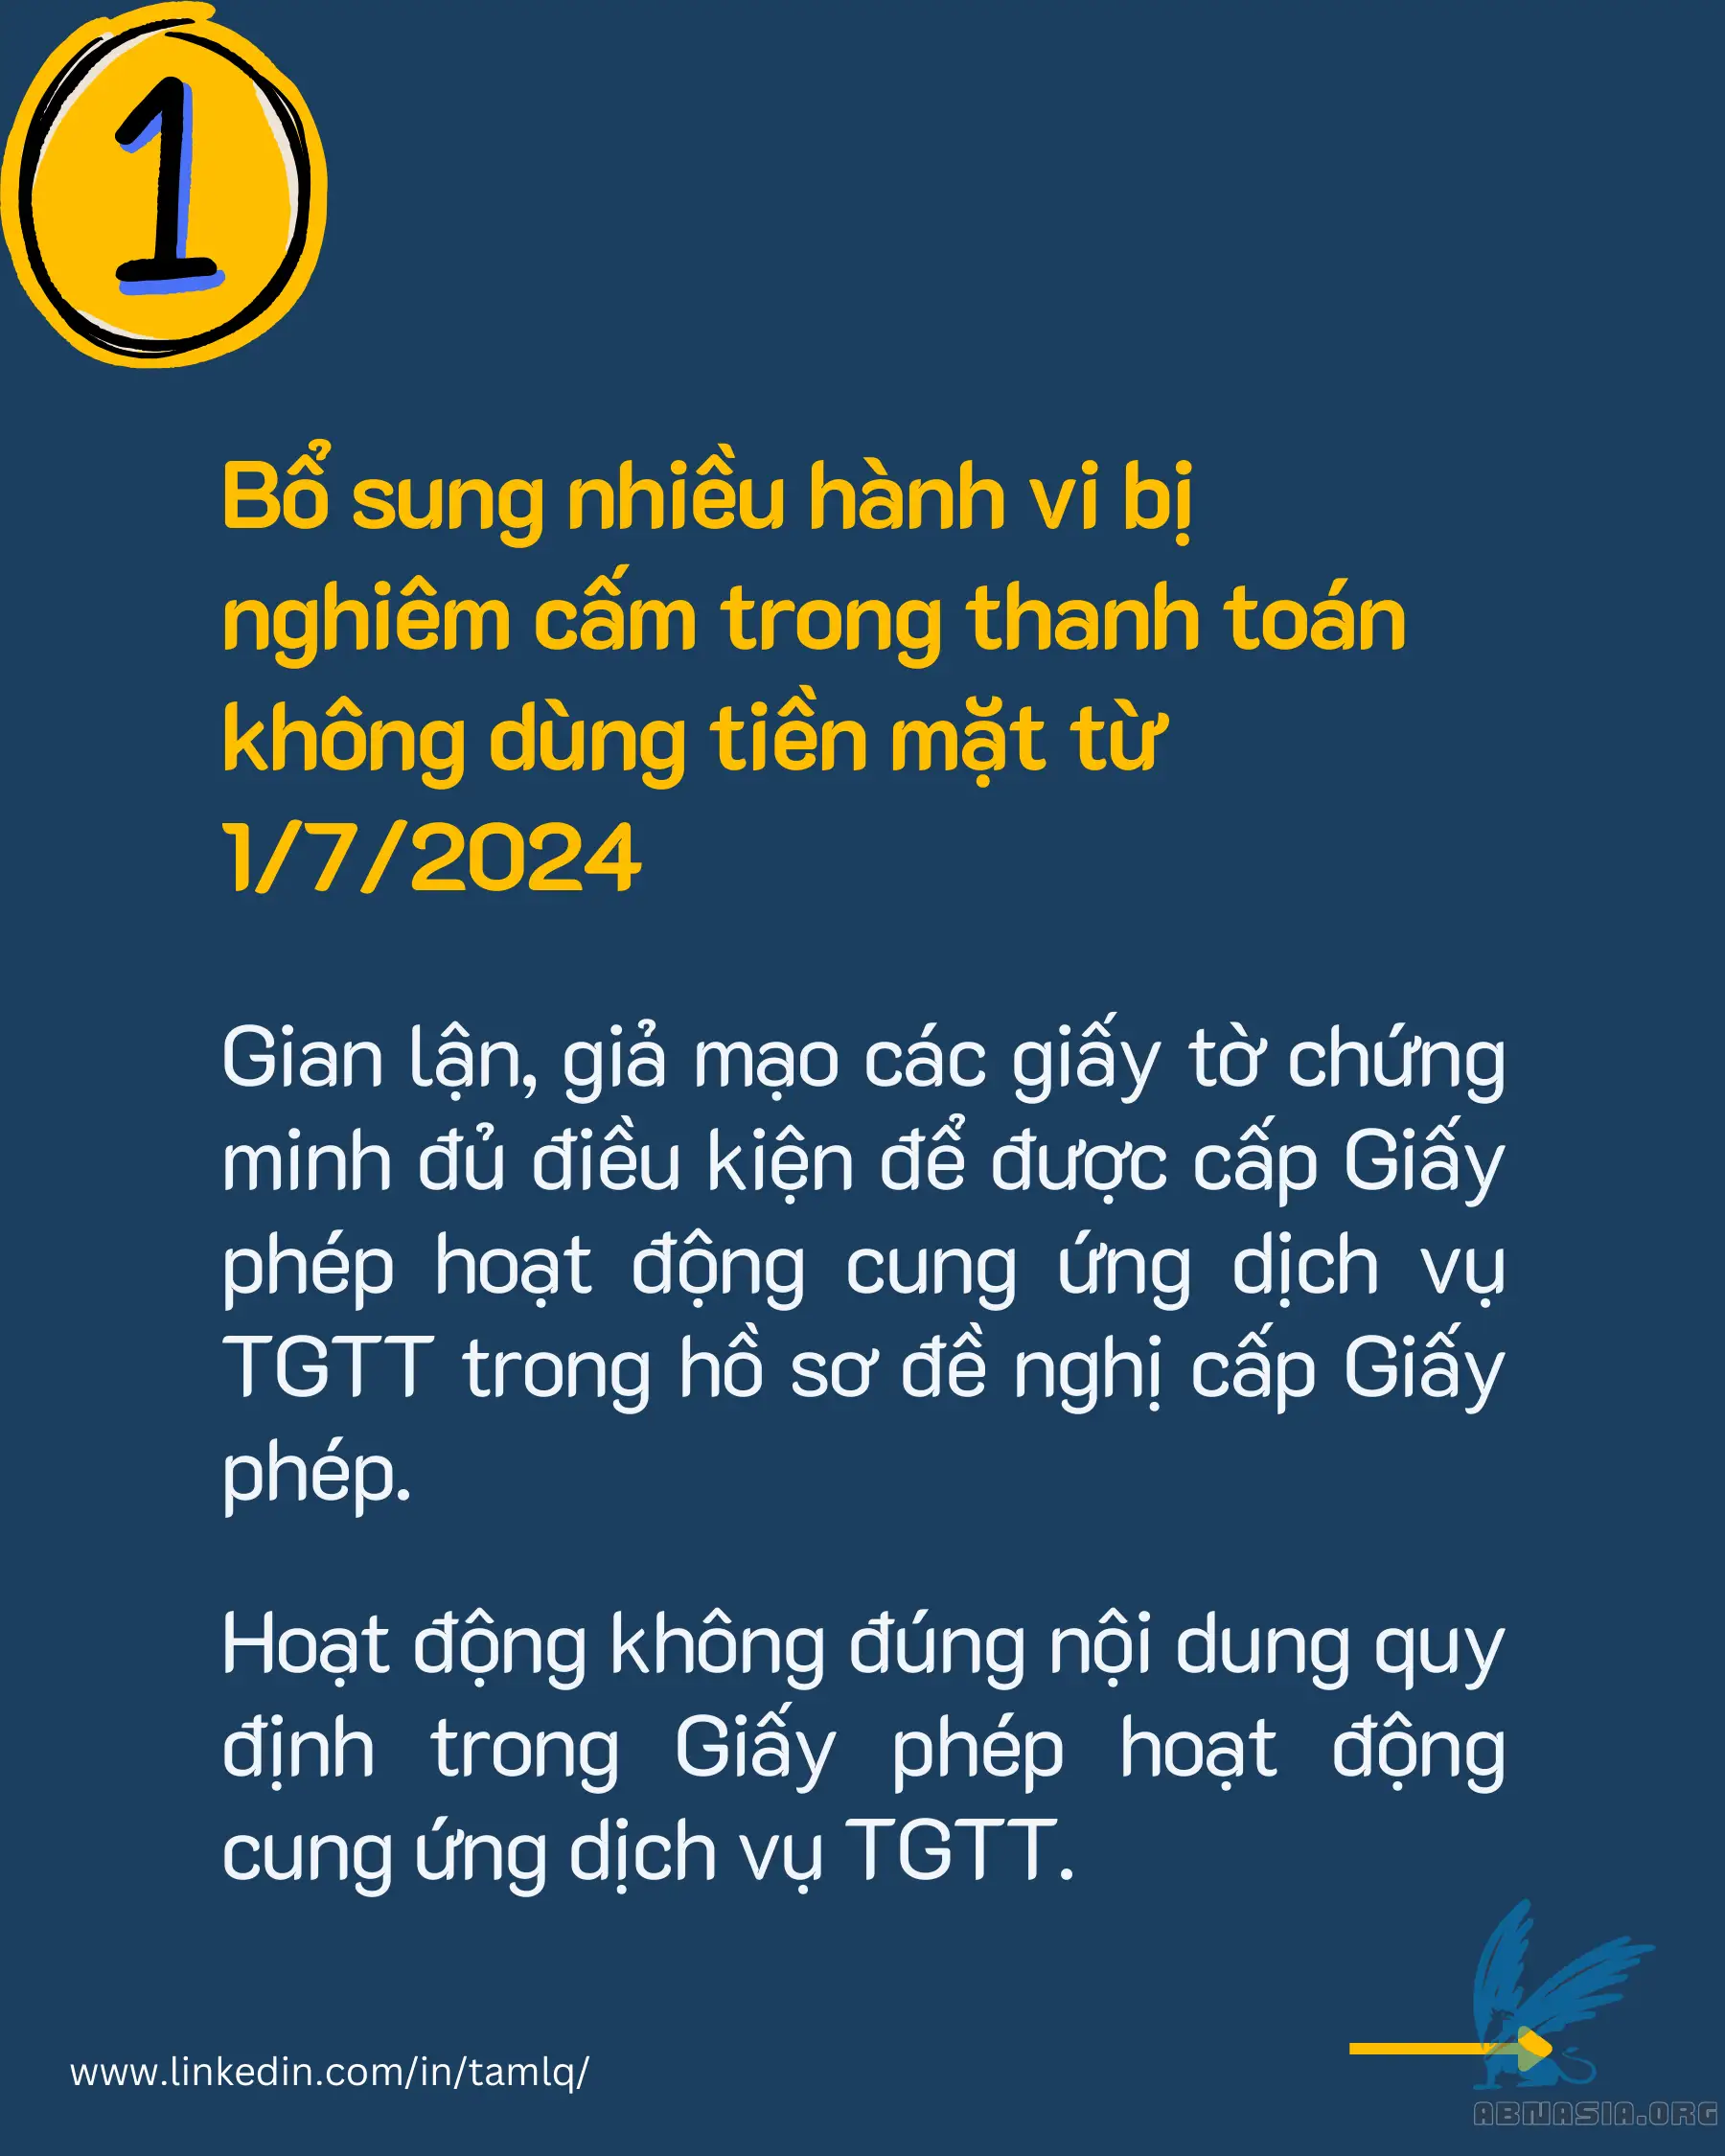 1
Bổ sung nhiều hành vi bị
nghiêm cấm trong thanh toán
không dùng tiền mặt từ
1/7/2024
Gian lận, giả mạo các giấy tờ chứng
minh đủ điều kiện để được cấp Giấy
phép hoạt động cung ứng dịch vụ
TGTT trong hồ sơ đề nghị cấp Giấy
phép.
Hoạt động không đúng nội dung quy
định trong Giấy phép hoạt động
cung ứng dịch vụ TGTT.
www.linkedin.com/in/tamlq/
ABNASIA.ORG